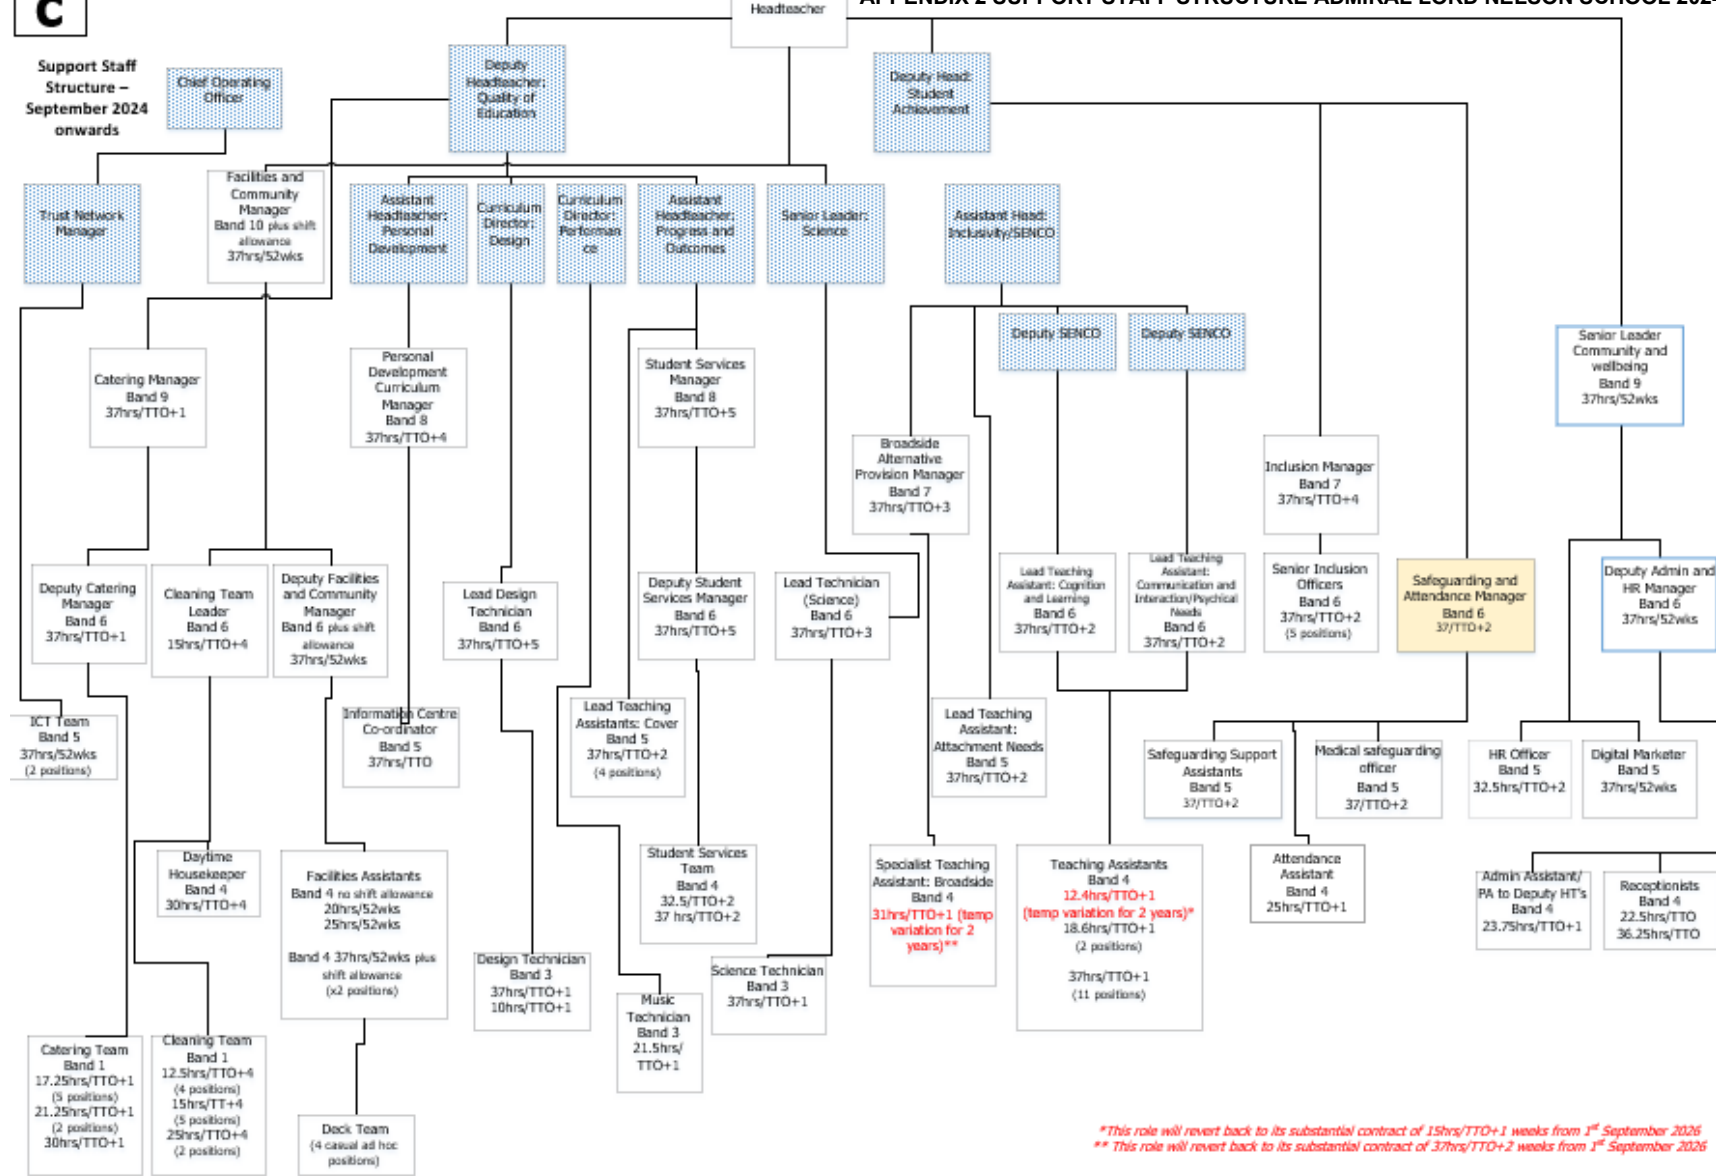 C
APPENDIX 2 SUPPORT STAFF STRUCTURE ADMIRAL LORD NELSON SCHOOL 202
Headteacher
Support Staff
Structure –
September 2024
onwards
Chief Operating
Officer
Deputy
Headteacher:
Quality of
Education
Deputy Head:
Student
Achievement
Trust Network
Manager
Facilities and
Community
Manager
Band 10 plus shift
allowance
37hrs/52wks
Assistant
Headteacher:
Personal
Development
Curriculum
Director:
Design
Curriculum
Director:
Performan
ce
Assistant
Headteacher:
Progress and
Outcomes
Senior Leader:
Science
Assistant Head:
Inclusivity/SENCO
Deputy SENCO
Deputy SENCO
Senior Leader
Community and
wellbeing
Band 9
37hrs/52wks
Catering Manager
Band 9
37hrs/TTO+1
Personal
Development
Curriculum
Manager
Band 8
37hrs/TTO+4
Student Services
Manager
Band 8
37hrs/TTO+5
Broadside
Alternative
Provision Manager
Band 7
37hrs/TTO+3
Inclusion Manager
Band 7
37hrs/TTO+4
Deputy Catering
Manager
Band 6
37hrs/TTO+1
Cleaning Team
Leader
Band 6
15hrs/TTO+4
Deputy Facilities
and Community
Manager
Band 6 plus shift
allowance
37hrs/52wks
Lead Design
Technician
Band 6
37hrs/TTO+5
Deputy Student
Services Manager
Band 6
37hrs/TTO+5
Lead Technician
(Science)
Band 6
37hrs/TTO+3
Lead Teaching
Assistant: Cognition
and Learning
Band 6
37hrs/TTO+2
Lead Teaching
Assistant:
Communication and
Interaction/Psychical
Needs
Band 6
37hrs/TTO+2
Senior Inclusion
Officers
Band 6
37hrs/TTO+2
(5 positions)
Safeguarding and
Attendance Manager
Band 6
37/TTO+2
Deputy Admin and
HR Manager
Band 6
37hrs/52wks
ICT Team
Band 5
37hrs/52wks
(2 positions)
Information Centre
Co-ordinator
Band 5
37hrs/TTO
Lead Teaching
Assistants: Cover
Band 5
37hrs/TTO+2
(4 positions)
Lead Teaching
Assistant:
Attachment Needs
Band 5
37hrs/TTO+2
Safeguarding Support
Assistants
Band 5
37/TTO+2
Medical safeguarding
officer
Band 5
37/TTO+2
HR Officer
Band 5
32.5hrs/TTO+2
Digital Marketer
Band 5
37hrs/52wks
Daytime
Housekeeper
Band 4
30hrs/TTO+4
Facilities Assistants
Band 4 no shift allowance
20hrs/52wks
25hrs/52wks
Band 4 37hrs/52wks plus
shift allowance
(x2 positions)
Student Services
Team
Band 4
32.5/TTO+2
37 hrs/TTO+2
Specialist Teaching
Assistant: Broadside
Band 4
31hrs/TTO+1 (temp
variation for 2
years)**
Teaching Assistants
Band 4
12.4hrs/TTO+1
(temp variation for 2 years)*
18.6hrs/TTO+1
(2 positions)
37hrs/TTO+1
(11 positions)
Attendance
Assistant
Band 4
25hrs/TTO+1
Admin Assistant/
PA to Deputy HT's
Band 4
23.75hrs/TTO+1
Receptionists
Band 4
22.5hrs/TTO
36.25hrs/TTO
Design Technician
Band 3
37hrs/TTO+1
10hrs/TTO+1
Music
Technician
Band 3
21.5hrs/
TTO+1
Science Technician
Band 3
37hrs/TTO+1
Catering Team
Band 1
17.25hrs/TTO+1
(5 positions)
21.25hrs/TTO+1
(2 positions)
30hrs/TTO+1
Cleaning Team
Band 1
12.5hrs/TTO+4
(4 positions)
15hrs/TT+4
(5 positions)
25hrs/TTO+4
(2 positions)
Deck Team
(4 casual ad hoc
positions)
*This role will revert back to its substantial contract of 15hrs/TTO+1 weeks from 1st September 2026
** This role will revert back to its substantial contract of 37hrs/TTO+2 weeks from 1st September 2026